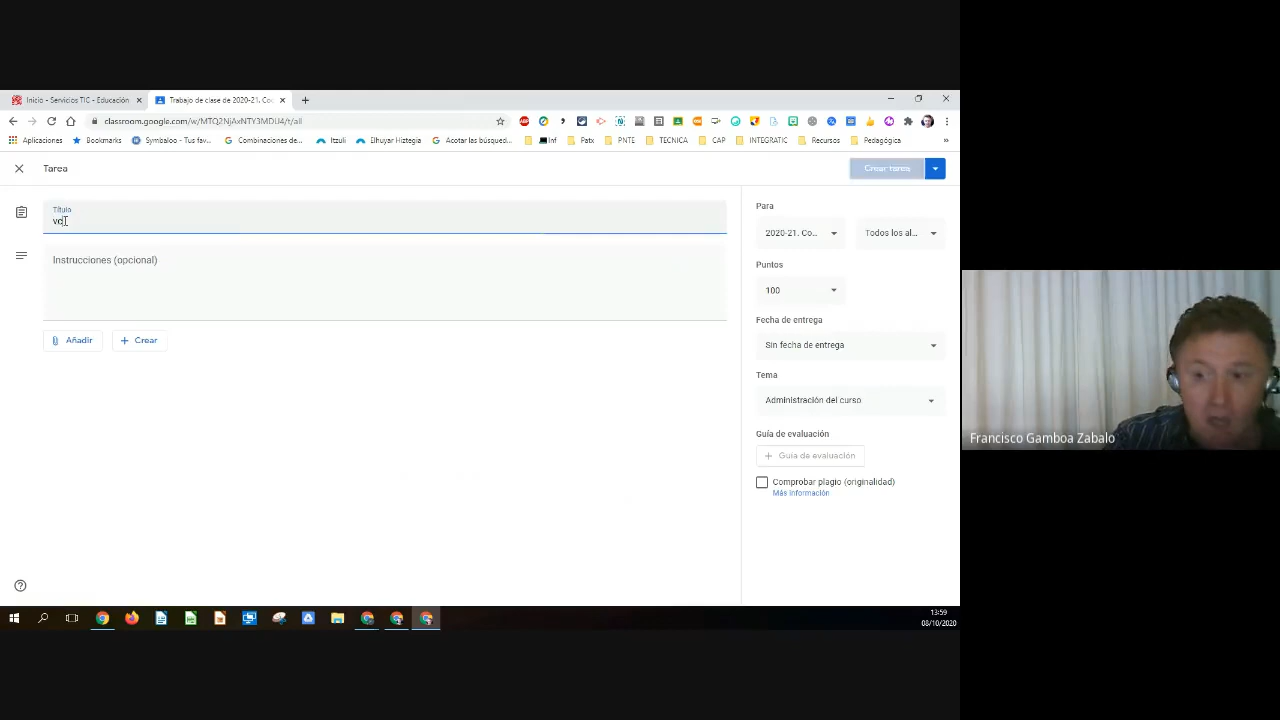 Inicio - Servicios TIC - Educación
Trabajo de clase de 2020-21. Coo
classroom.google.com/w/MTQ2NjAxNTY3MDU4/t/all
Aplicaciones
Bookmarks
Symbaloo - Tus fav...
Combinaciones de...
Itzuli
Elhuyar Hiztegia
Acotar las búsqued...
Inf
Patx
PNTE
TECNICA
CAP
INTEGRATIC
Recursos
Pedagógica
»
Tarea
Crear tarea
Título
vc
Instrucciones (opcional)
Añadir
Crear
Para
2020-21. Co...
Todos los al...
Puntos
100
Fecha de entrega
Sin fecha de entrega
Tema
Administración del curso
Guía de evaluación
+ Guía de evaluación
Comprobar plagio (originalidad)
Más información
13:59
08/10/2020
Francisco Gamboa Zabalo